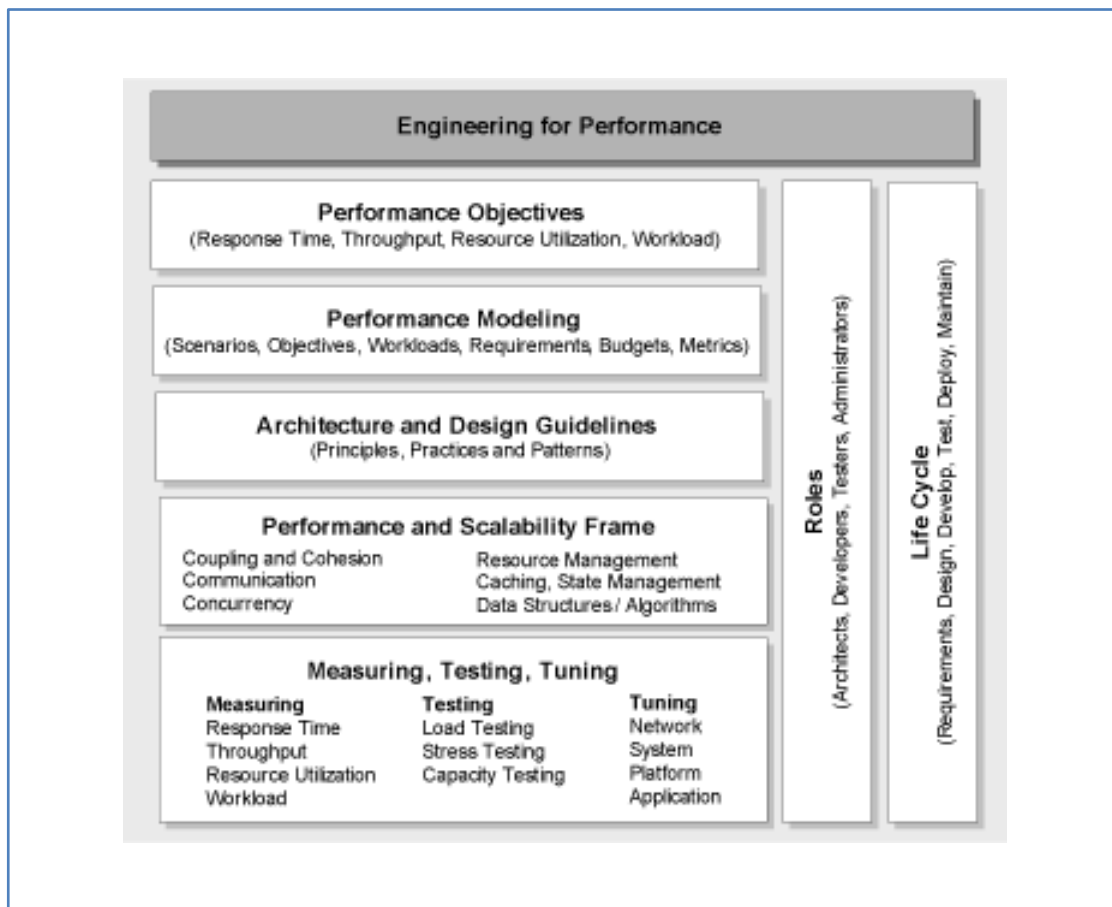 Engineering for Performance
Performance Objectives
(Response Time, Throughput, Resource Utilization, Workload)
Performance Modeling
(Scenarios, Objectives, Workloads, Requirements, Budgets, Metrics)
Architecture and Design Guidelines
(Principles, Practices and Patterns)
Performance and Scalability Frame
Coupling and Cohesion
Communication
Concurrency
Resource Management
Caching, State Management
Data Structures / Algorithms
Measuring, Testing, Tuning
Measuring
Response Time
Throughput
Resource Utilization
Workload
Testing
Load Testing
Stress Testing
Capacity Testing
Tuning
Network
System
Platform
Application
Roles
(Architects, Developers, Testers, Administrators)
Life Cycle
(Requirements, Design, Develop, Test, Deploy, Maintain)